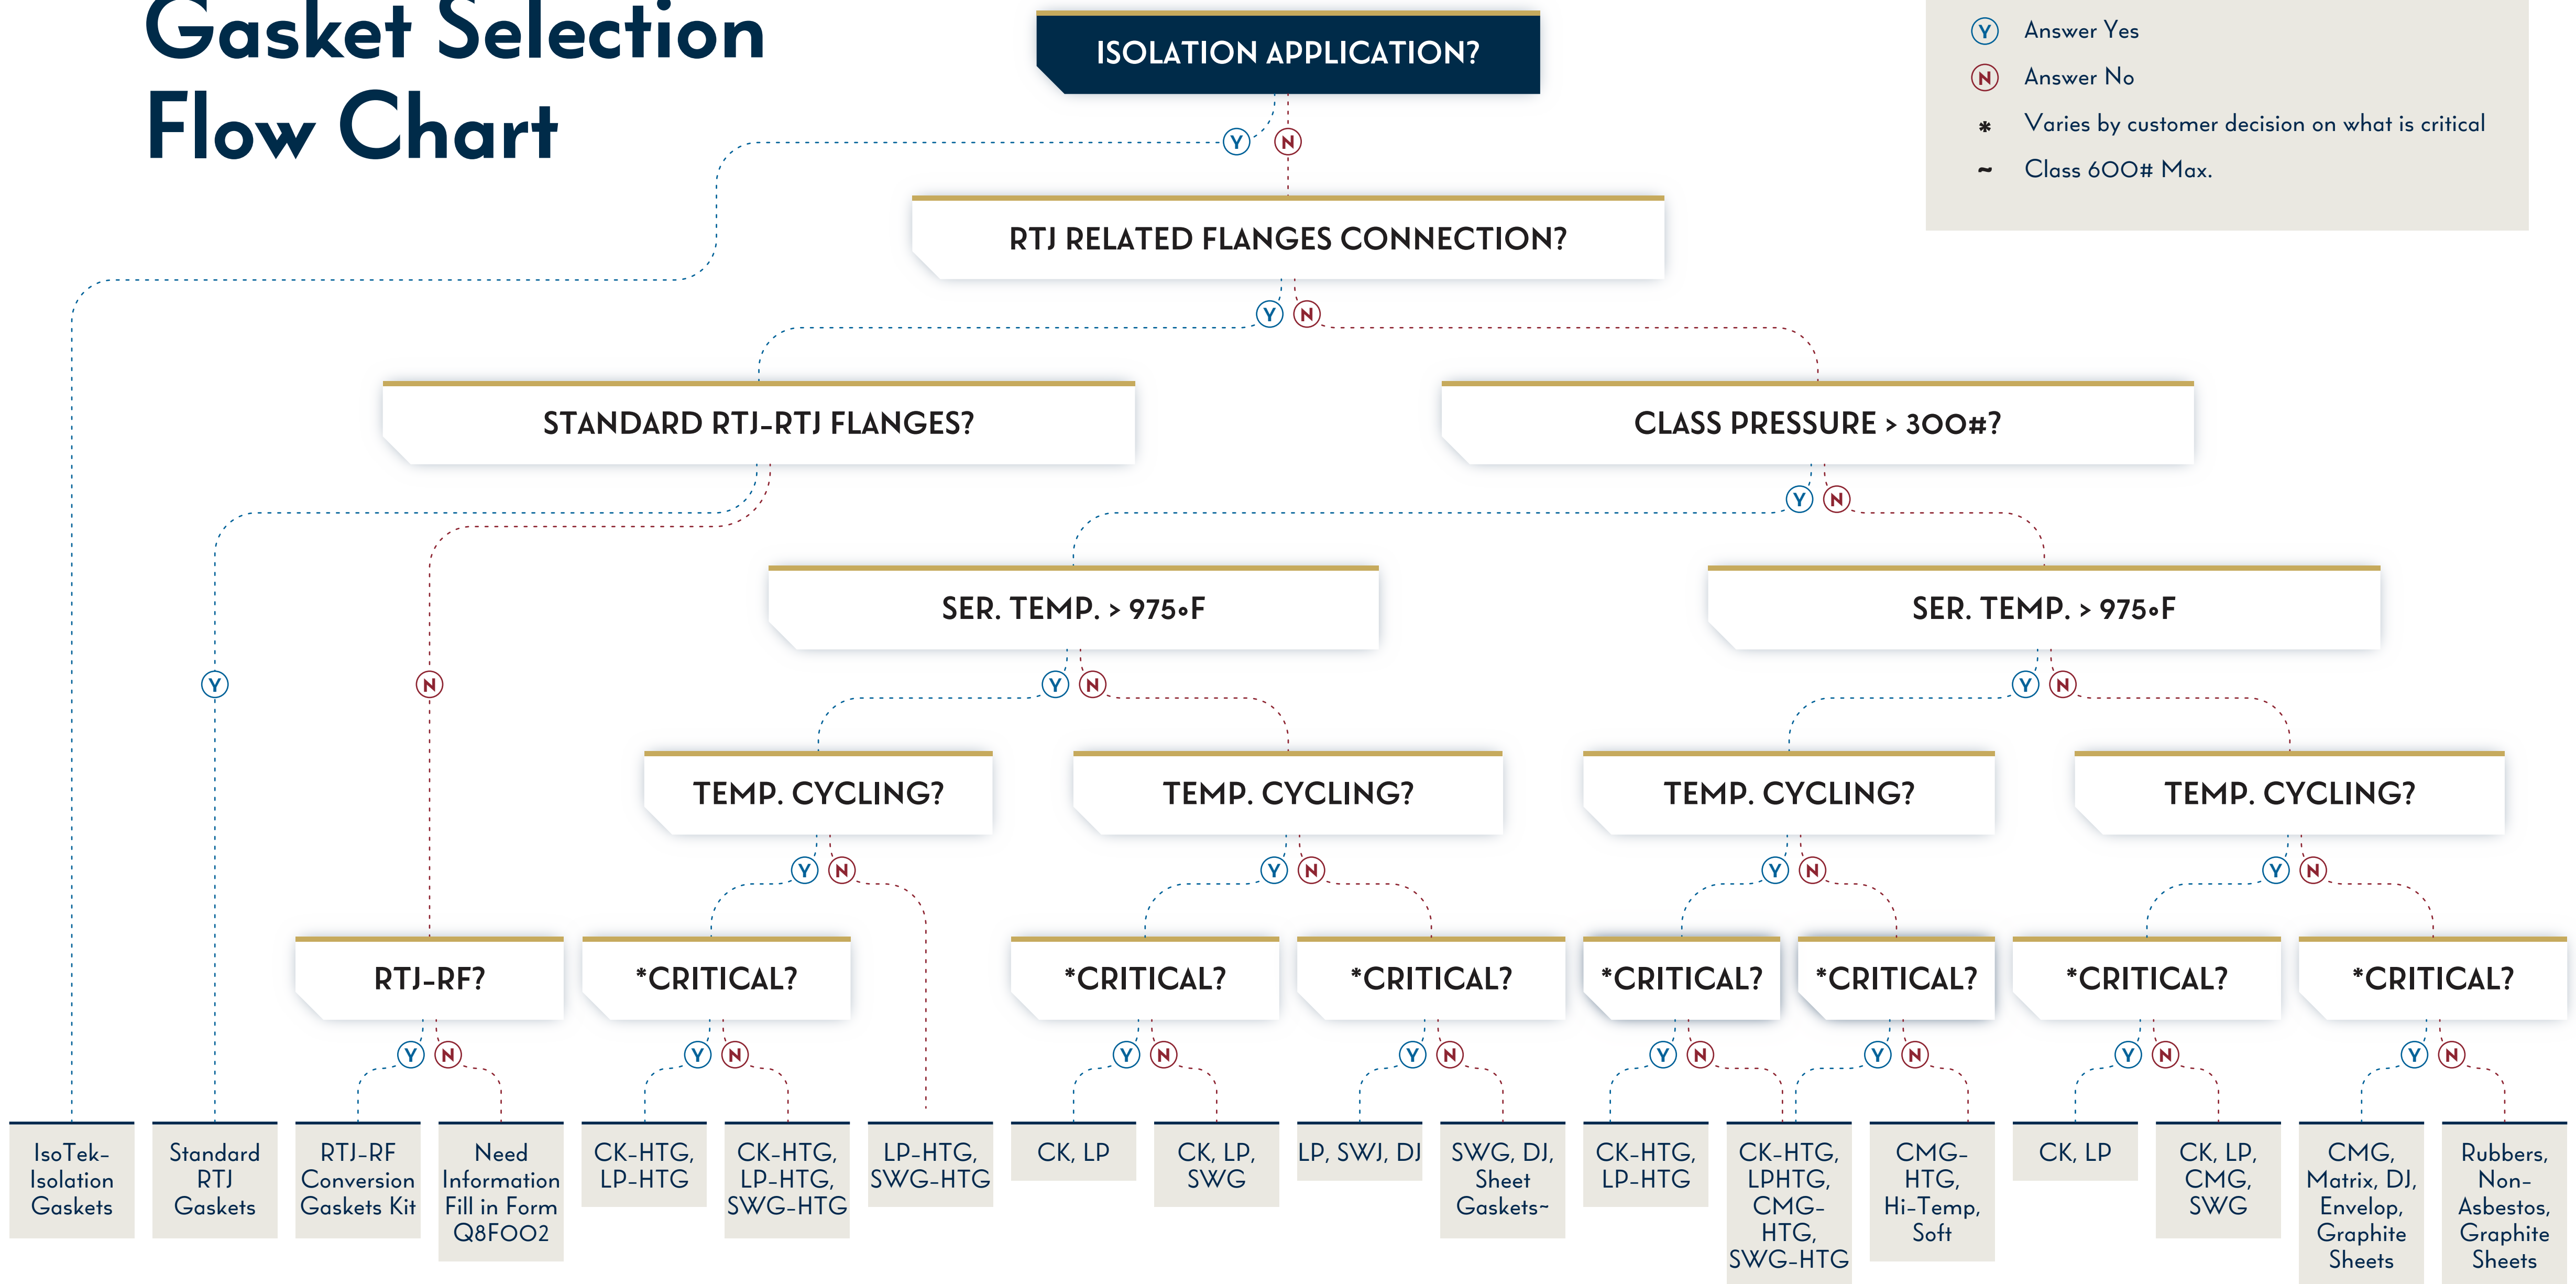 Gasket Selection
Flow Chart
Y Answer Yes
N Answer No
* Varies by customer decision on what is critical
~ Class 600# Max.
ISOLATION APPLICATION?
Y N
RTJ RELATED FLANGES CONNECTION?
Y N
STANDARD RTJ-RTJ FLANGES?
CLASS PRESSURE > 300#?
Y N
SER. TEMP. > 975°F
SER. TEMP. > 975°F
Y
N
Y N
Y N
TEMP. CYCLING?
TEMP. CYCLING?
TEMP. CYCLING?
TEMP. CYCLING?
Y N
Y N
Y N
Y N
RTJ-RF?
*CRITICAL?
*CRITICAL?
*CRITICAL?
*CRITICAL?
*CRITICAL?
*CRITICAL?
*CRITICAL?
Y N
Y N
Y N
Y N
Y N
Y N
Y N
Y N
IsoTek-
Isolation
Gaskets
Standard
RTJ
Gaskets
RTJ-RF
Conversion
Gaskets Kit
Need
Information
Fill in Form
Q8F002
CK-HTG,
LP-HTG
CK-HTG,
LP-HTG,
SWG-HTG
LP-HTG,
SWG-HTG
CK, LP
CK, LP,
SWG
LP, SWJ, DJ
SWG, DJ,
Sheet
Gaskets~
CK-HTG,
LP-HTG
CK-HTG,
LPHTG,
CMG-
HTG,
SWG-HTG
CMG-
HTG,
Hi-Temp,
Soft
CK, LP
CK, LP,
CMG,
SWG
CMG,
Matrix, DJ,
Envelop,
Graphite
Sheets
Rubbers,
Non-
Asbestos,
Graphite
Sheets